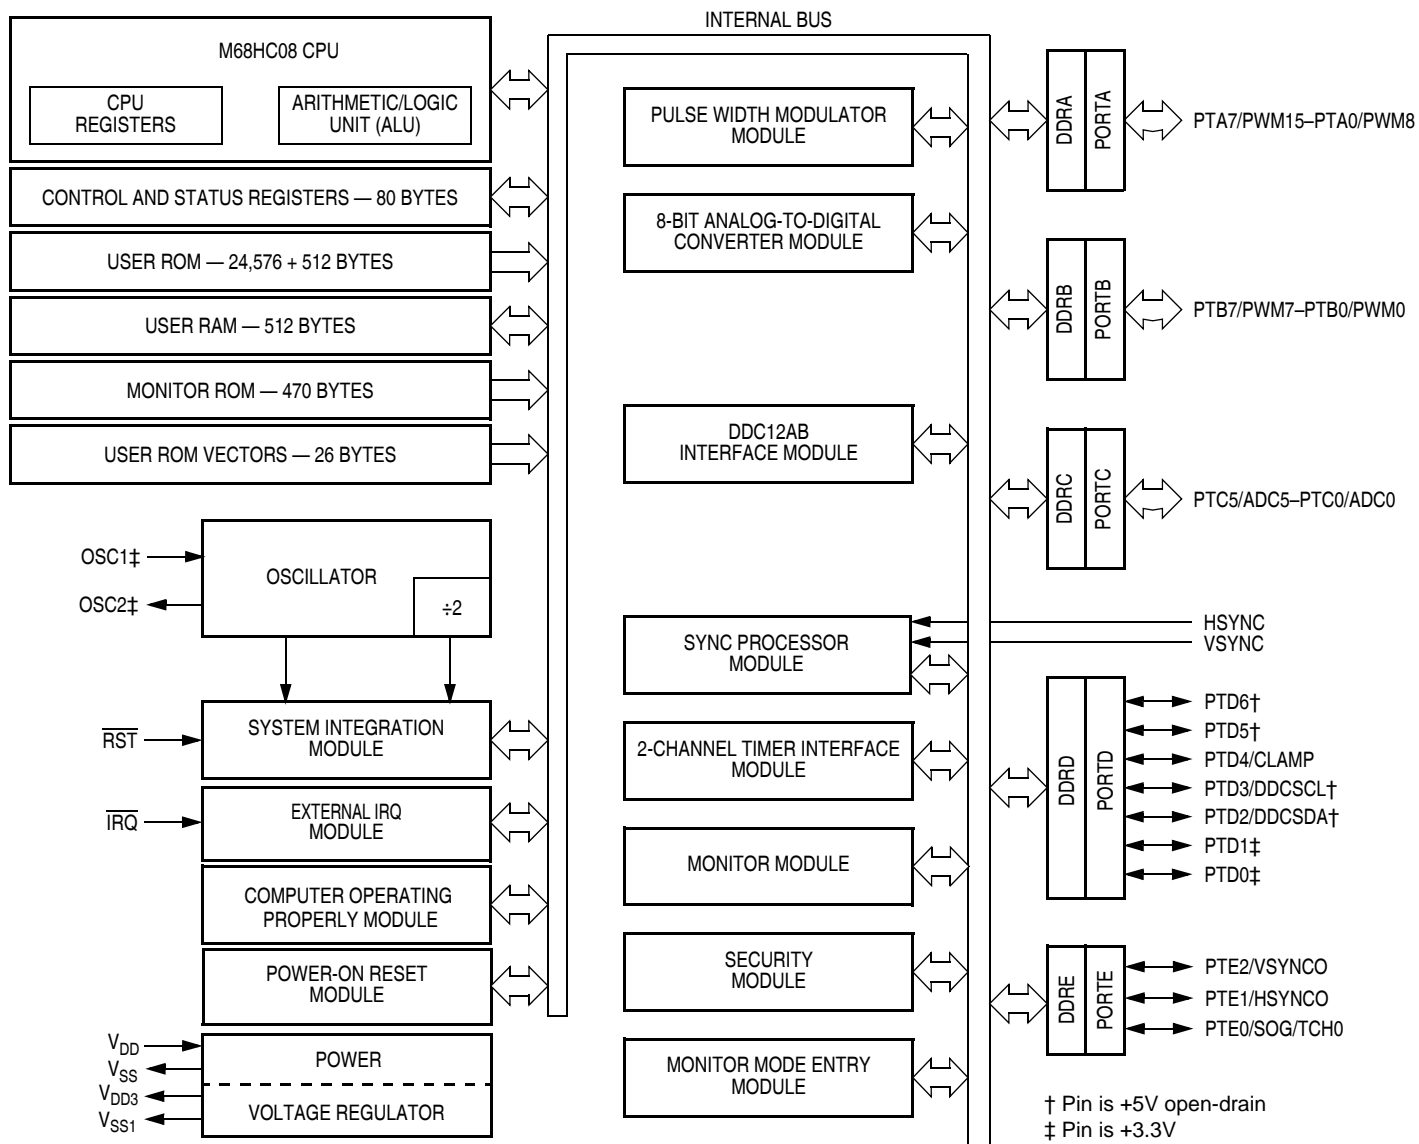 INTERNAL BUS
M68HC08 CPU
CPU
REGISTERS
ARITHMETIC/LOGIC
UNIT (ALU)
CONTROL AND STATUS REGISTERS — 80 BYTES
USER ROM — 24,576 + 512 BYTES
USER RAM — 512 BYTES
MONITOR ROM — 470 BYTES
USER ROM VECTORS — 26 BYTES
OSC1‡
OSC2‡
OSCILLATOR
÷2
RST
SYSTEM INTEGRATION
MODULE
IRQ
EXTERNAL IRQ
MODULE
COMPUTER OPERATING
PROPERLY MODULE
POWER-ON RESET
MODULE
VDD
VSS
VDD3
VSS1
POWER
VOLTAGE REGULATOR
PULSE WIDTH MODULATOR
MODULE
8-BIT ANALOG-TO-DIGITAL
CONVERTER MODULE
DDC12AB
INTERFACE MODULE
SYNC PROCESSOR
MODULE
2-CHANNEL TIMER INTERFACE
MODULE
MONITOR MODULE
SECURITY
MODULE
MONITOR MODE ENTRY
MODULE
DDRA
PORTA
PTA7/PWM15–PTA0/PWM8
DDRB
PORTB
PTB7/PWM7–PTB0/PWM0
DDRC
PORTC
PTC5/ADC5–PTC0/ADC0
HSYNC
VSYNC
DDRD
PORTD
PTD6†
PTD5†
PTD4/CLAMP
PTD3/DDCSCL†
PTD2/DDCSDA†
PTD1‡
PTD0‡
DDRE
PORTE
PTE2/VSYNCO
PTE1/HSYNCO
PTE0/SOG/TCH0
† Pin is +5V open-drain
‡ Pin is +3.3V